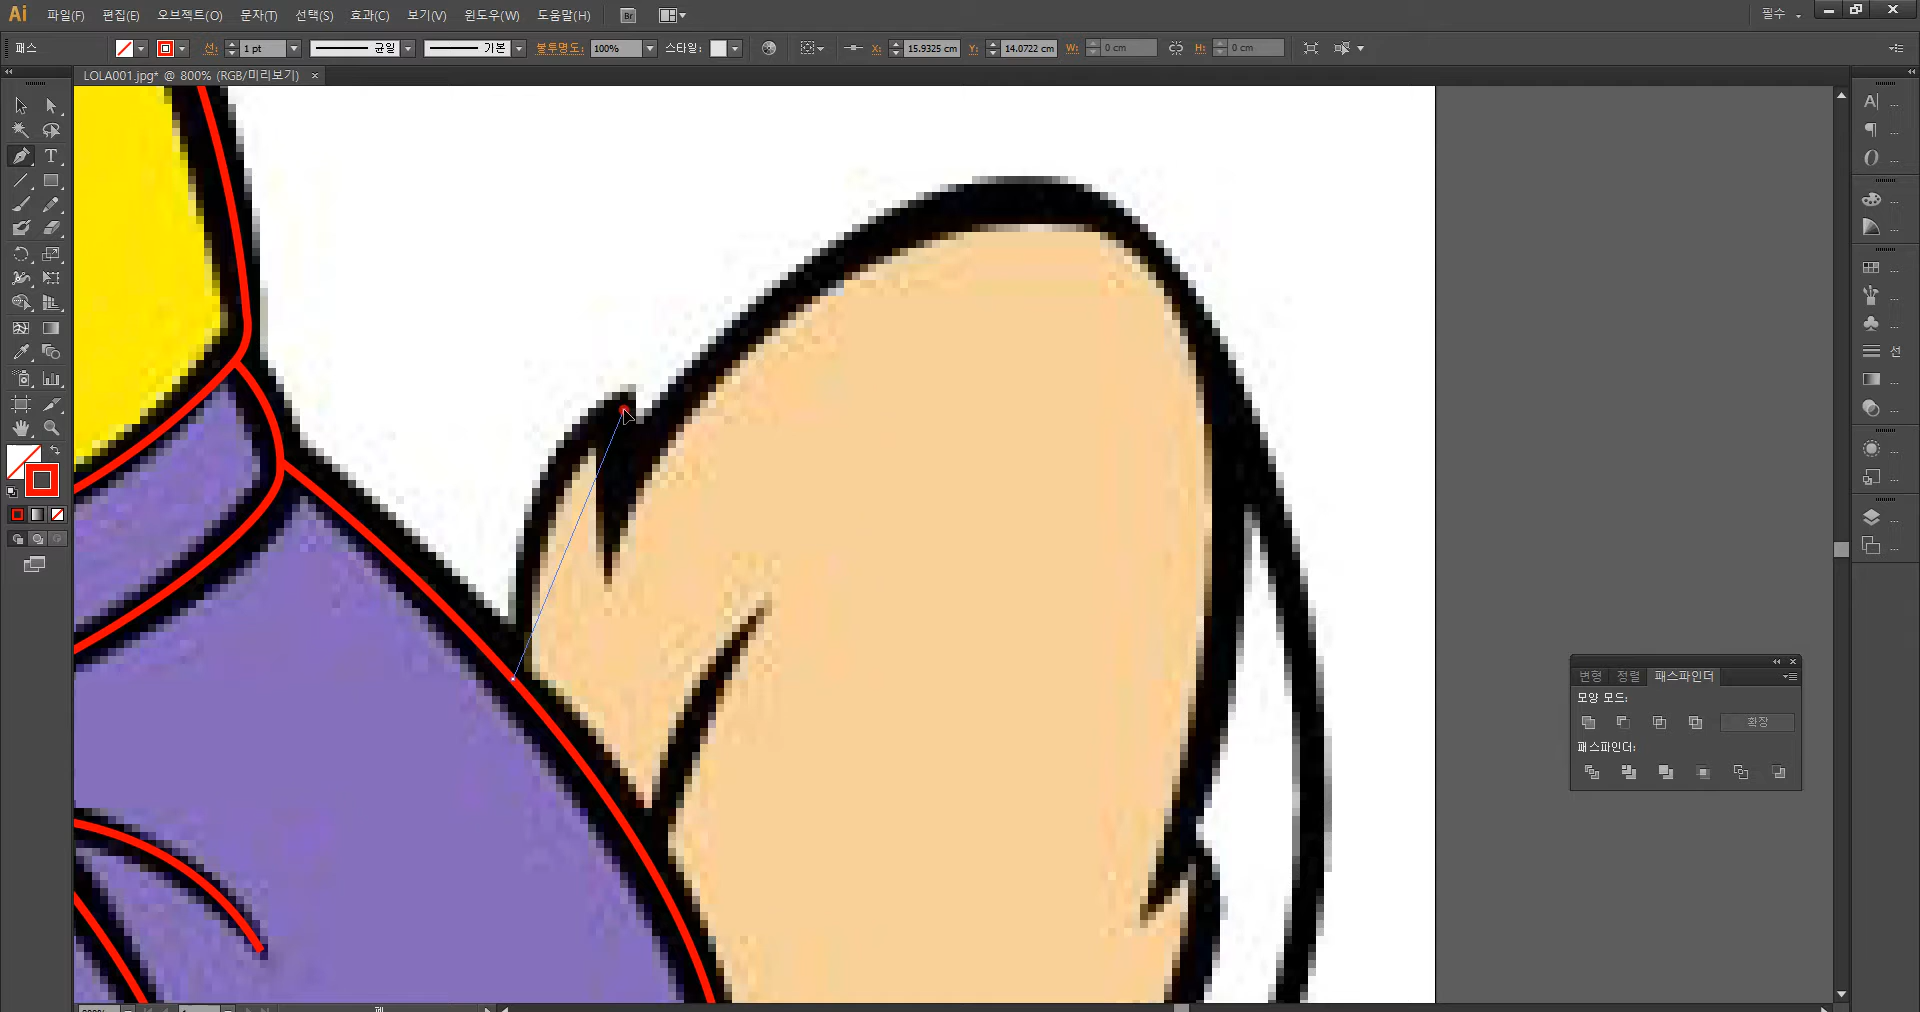 Ai 파일(F) 편집(E) 오브젝트(O) 문자(T) 선택(S) 효과(C) 보기(V) 윈도우(W) 도움말(H) Br 필수
패스 선: 1 pt 균일 기본 불투명도: 100% 스타일: X: 15.9325 cm Y: 14.0722 cm W: 0 cm H: 0 cm
LOLA001.jpg* @ 800% (RGB/미리보기) ×
선
변형 정렬 패스파인더
모양 모드:
확장
패스파인더:
펜